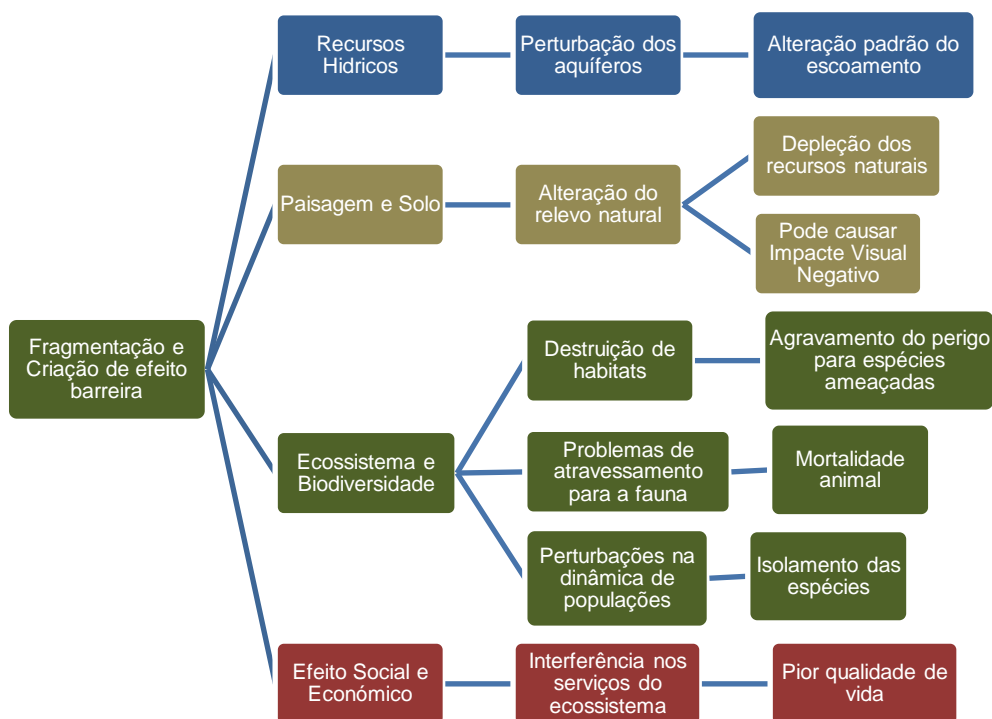 Recursos
Hidricos
Perturbação dos
aquíferos
Alteração padrão do
escoamento
Paisagem e Solo
Alteração do
relevo natural
Depleção dos
recursos naturais
Pode causar
Impacte Visual
Negativo
Fragmentação e
Criação de efeito
barreira
Ecossistema e
Biodiversidade
Destruição de
habitats
Agravamento do perigo
para espécies
ameaçadas
Problemas de
atravessamento
para a fauna
Mortalidade
animal
Perturbações na
dinâmica de
populações
Isolamento das
espécies
Efeito Social e
Económico
Interferência nos
serviços do
ecossistema
Pior qualidade de
vida